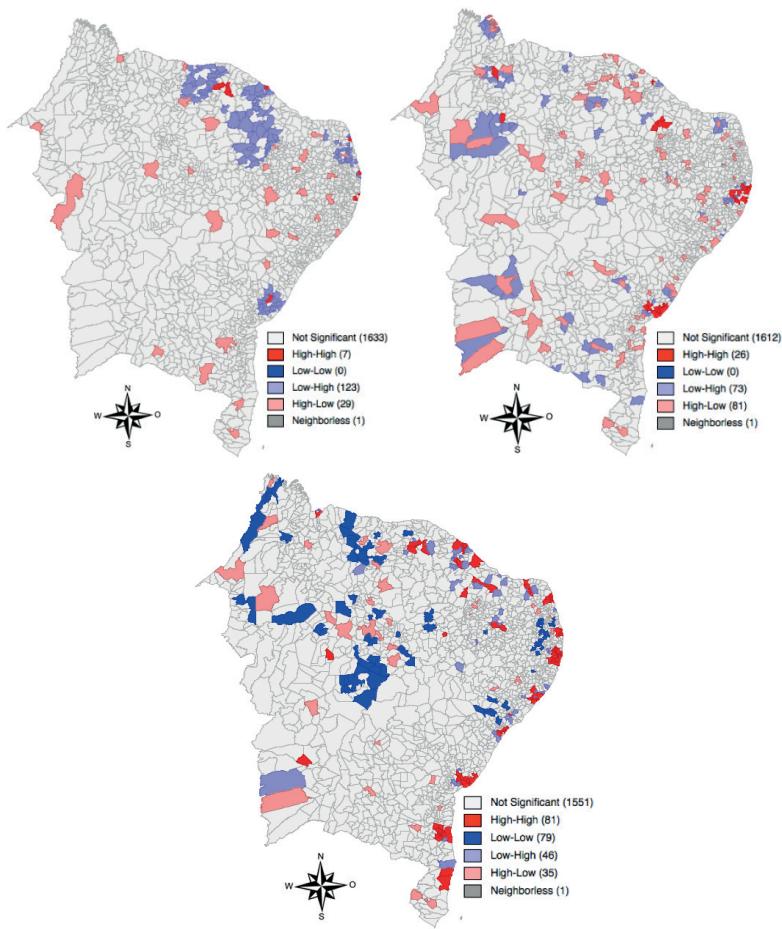 Not Significant (1633)
High-High (7)
Low-Low (0)
Low-High (123)
High-Low (29)
Neighborless (1)
N
W
O
S
Not Significant (1612)
High-High (26)
Low-Low (0)
Low-High (73)
High-Low (81)
Neighborless (1)
N
W
O
S
Not Significant (1551)
High-High (81)
Low-Low (79)
Low-High (46)
High-Low (35)
Neighborless (1)
N
W
O
S